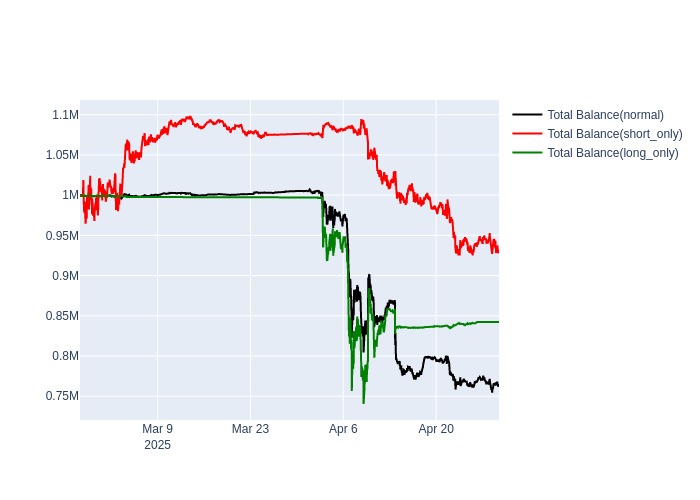 1.1M
1.05M
1M
0.95M
0.9M
0.85M
0.8M
0.75M
Mar 9
2025
Mar 23
Apr 6
Apr 20
Total Balance(normal)
Total Balance(short_only)
Total Balance(long_only)